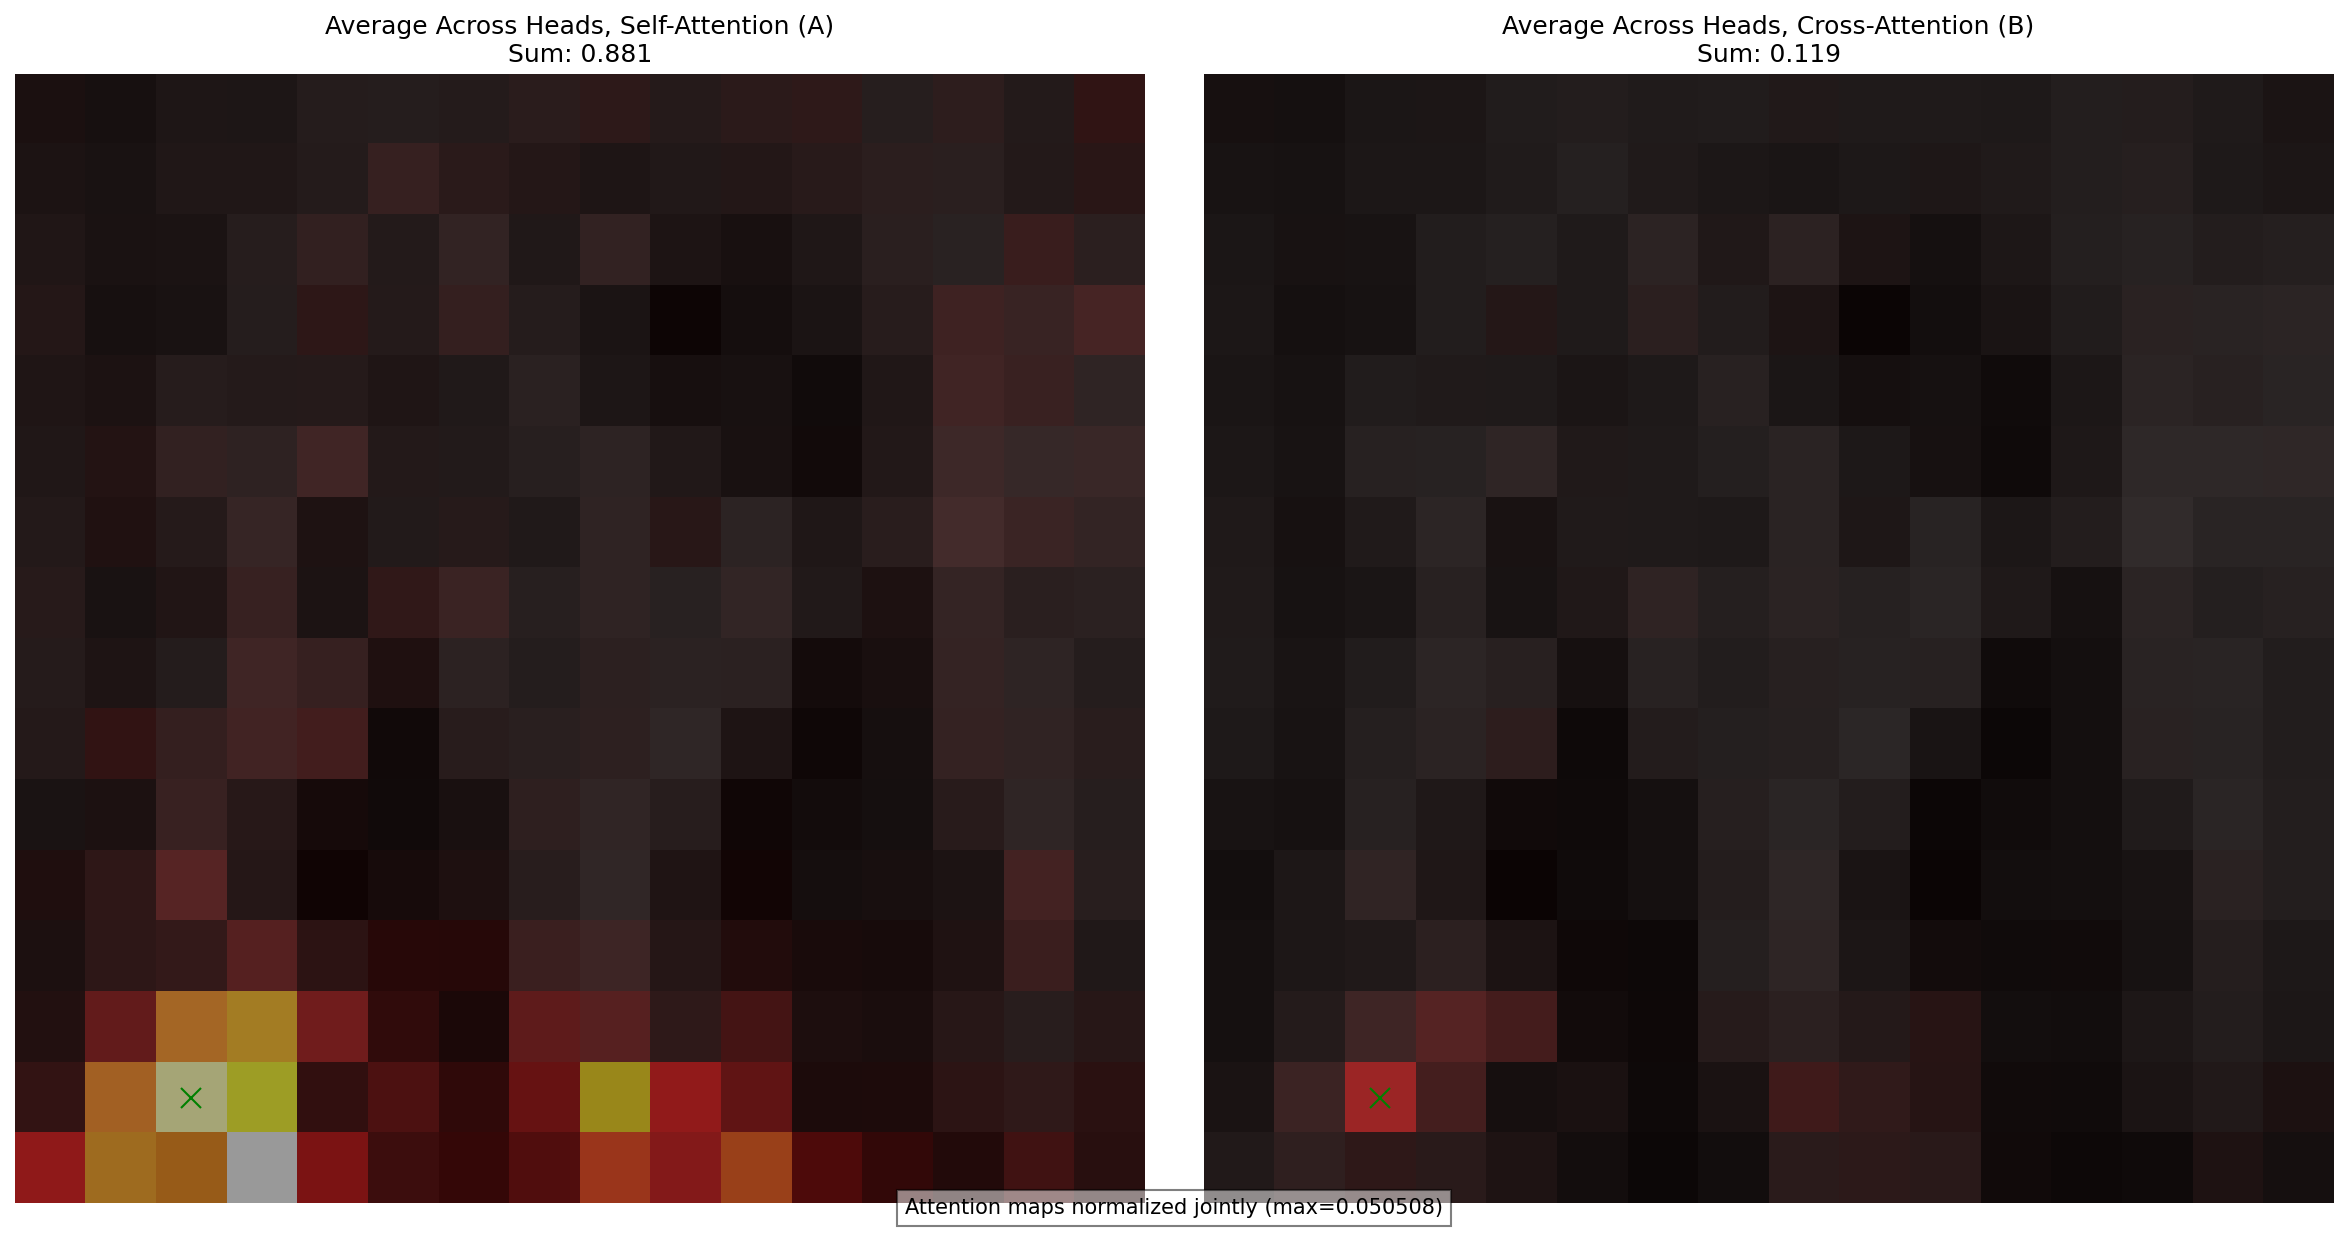 Average Across Heads, Self-Attention (A)
Sum: 0.881
Average Across Heads, Cross-Attention (B)
Sum: 0.119
Attention maps normalized jointly (max=0.050508)